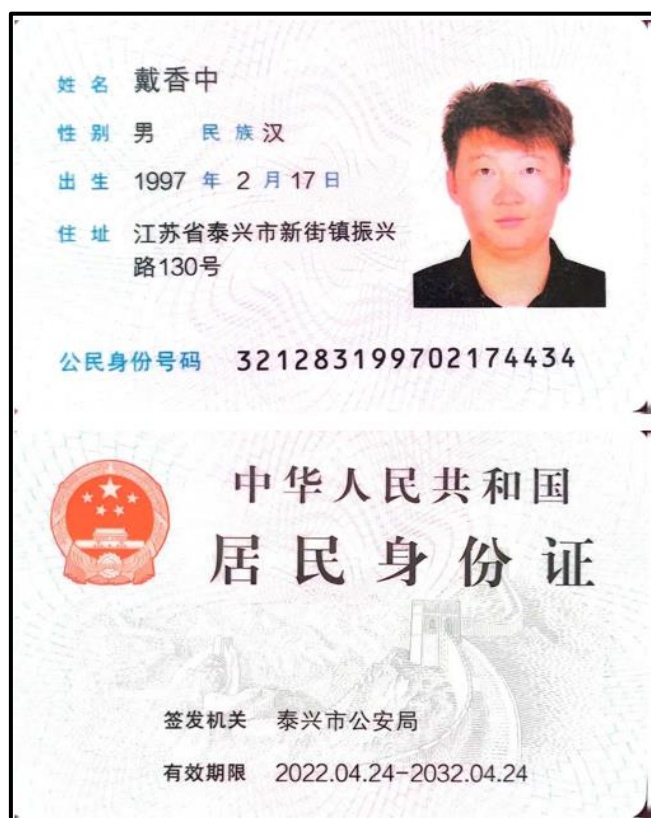 姓名 戴香中
性别 男 民族 汉
出生 1997 年 2 月 17 日
住址 江苏省泰兴市新街镇振兴
路130号
公民身份号码 321283199702174434
中华人民共和国
居民身份证
签发机关 泰兴市公安局
有效期限 2022.04.24-2032.04.24